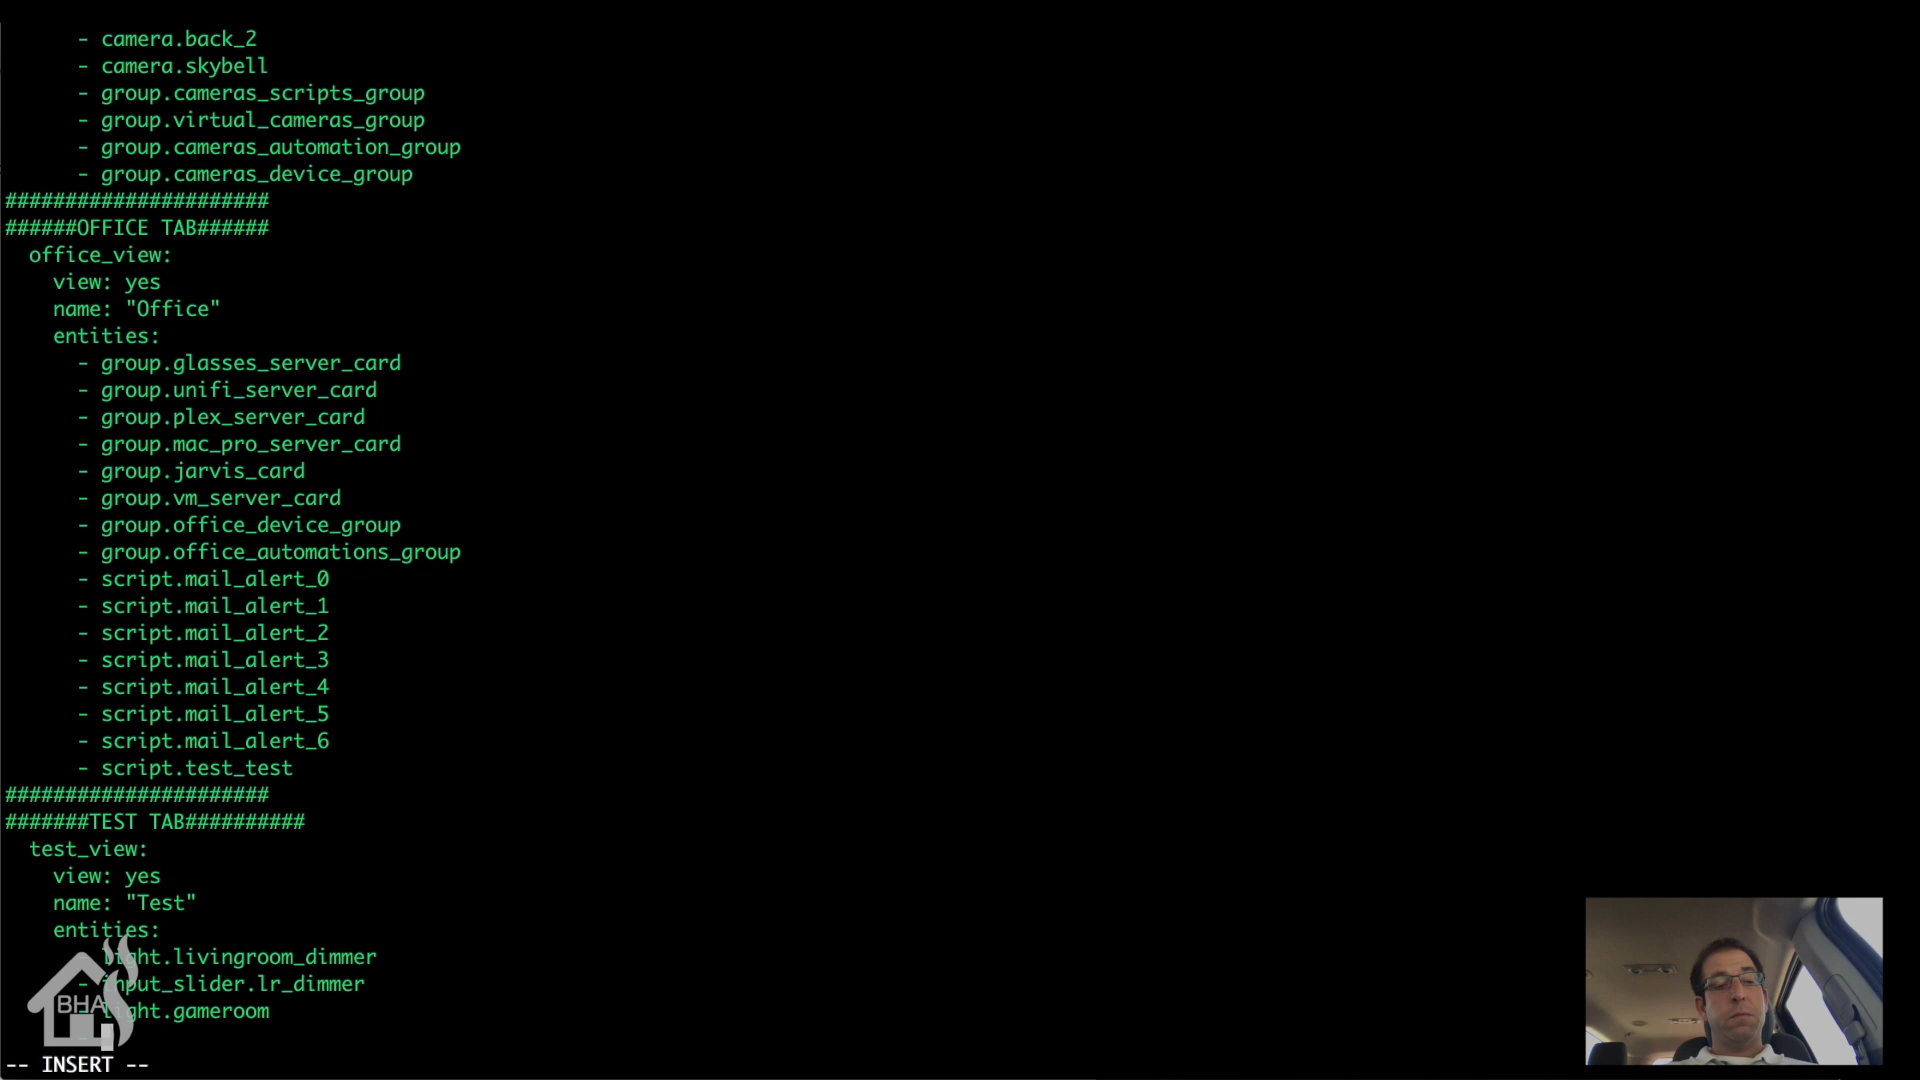 - camera.back_2
- camera.skybell
- group.cameras_scripts_group
- group.virtual_cameras_group
- group.cameras_automation_group
- group.cameras_device_group
######################
######OFFICE TAB######
office_view:
view: yes
name: "Office"
entities:
- group.glasses_server_card
- group.unifi_server_card
- group.plex_server_card
- group.mac_pro_server_card
- group.jarvis_card
- group.vm_server_card
- group.office_device_group
- group.office_automations_group
- script.mail_alert_0
- script.mail_alert_1
- script.mail_alert_2
- script.mail_alert_3
- script.mail_alert_4
- script.mail_alert_5
- script.mail_alert_6
- script.test_test
######################
#######TEST TAB##########
test_view:
view: yes
name: "Test"
entities:
- light.livingroom_dimmer
- input_slider.lr_dimmer
- light.gameroom
BHA
-- INSERT --